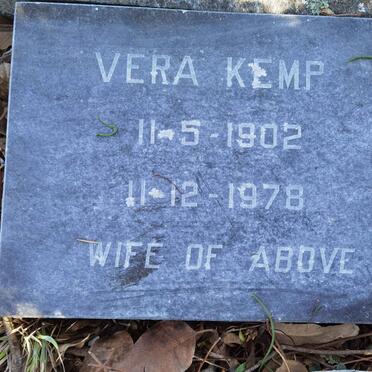 VERA KEMP
11-5-1902
11-12-1978
WIFE OF ABOVE